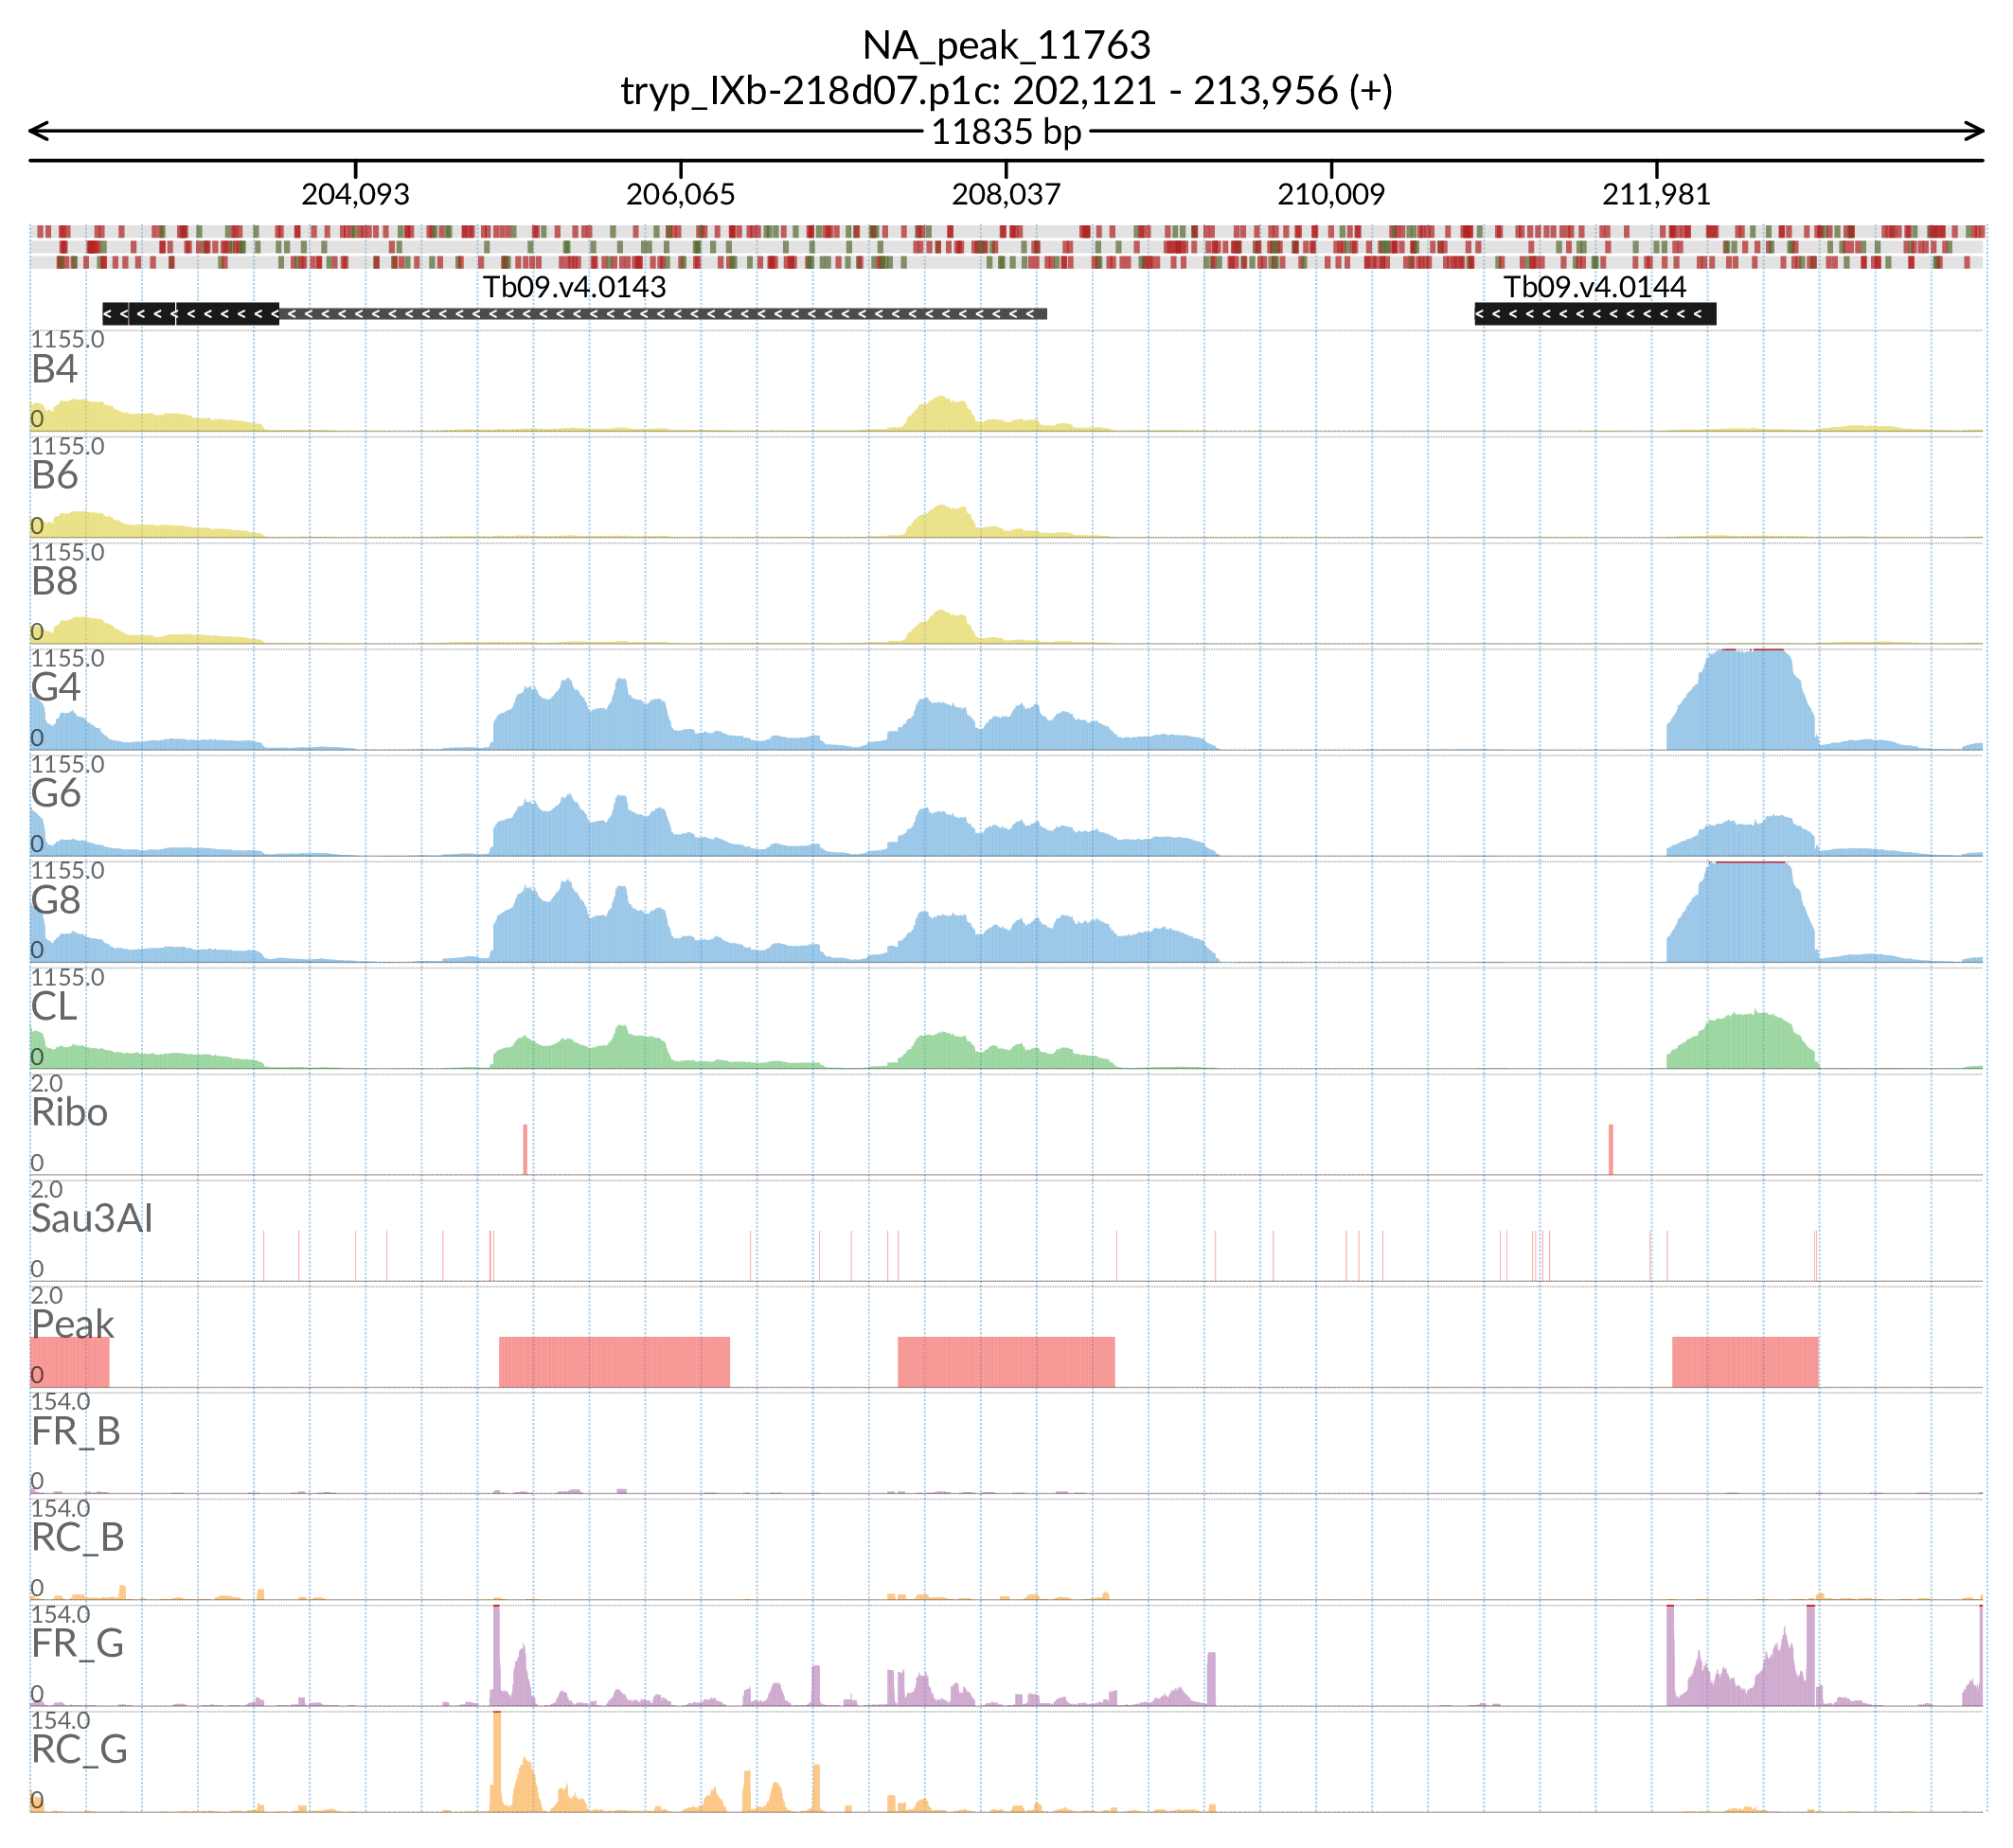 NA_peak_11763
tryp_IXb-218d07.p1c: 202,121 - 213,956 (+)
11835 bp
204,093 206,065 208,037 210,009 211,981
Tb09.v4.0143 Tb09.v4.0144
1155.0
B4
0
1155.0
B6
0
1155.0
B8
0
1155.0
G4
0
1155.0
G6
0
1155.0
G8
0
1155.0
CL
0
2.0
Ribo
0
2.0
Sau3AI
0
2.0
Peak
0
154.0
FR_B
0
154.0
RC_B
0
154.0
FR_G
0
154.0
RC_G
0